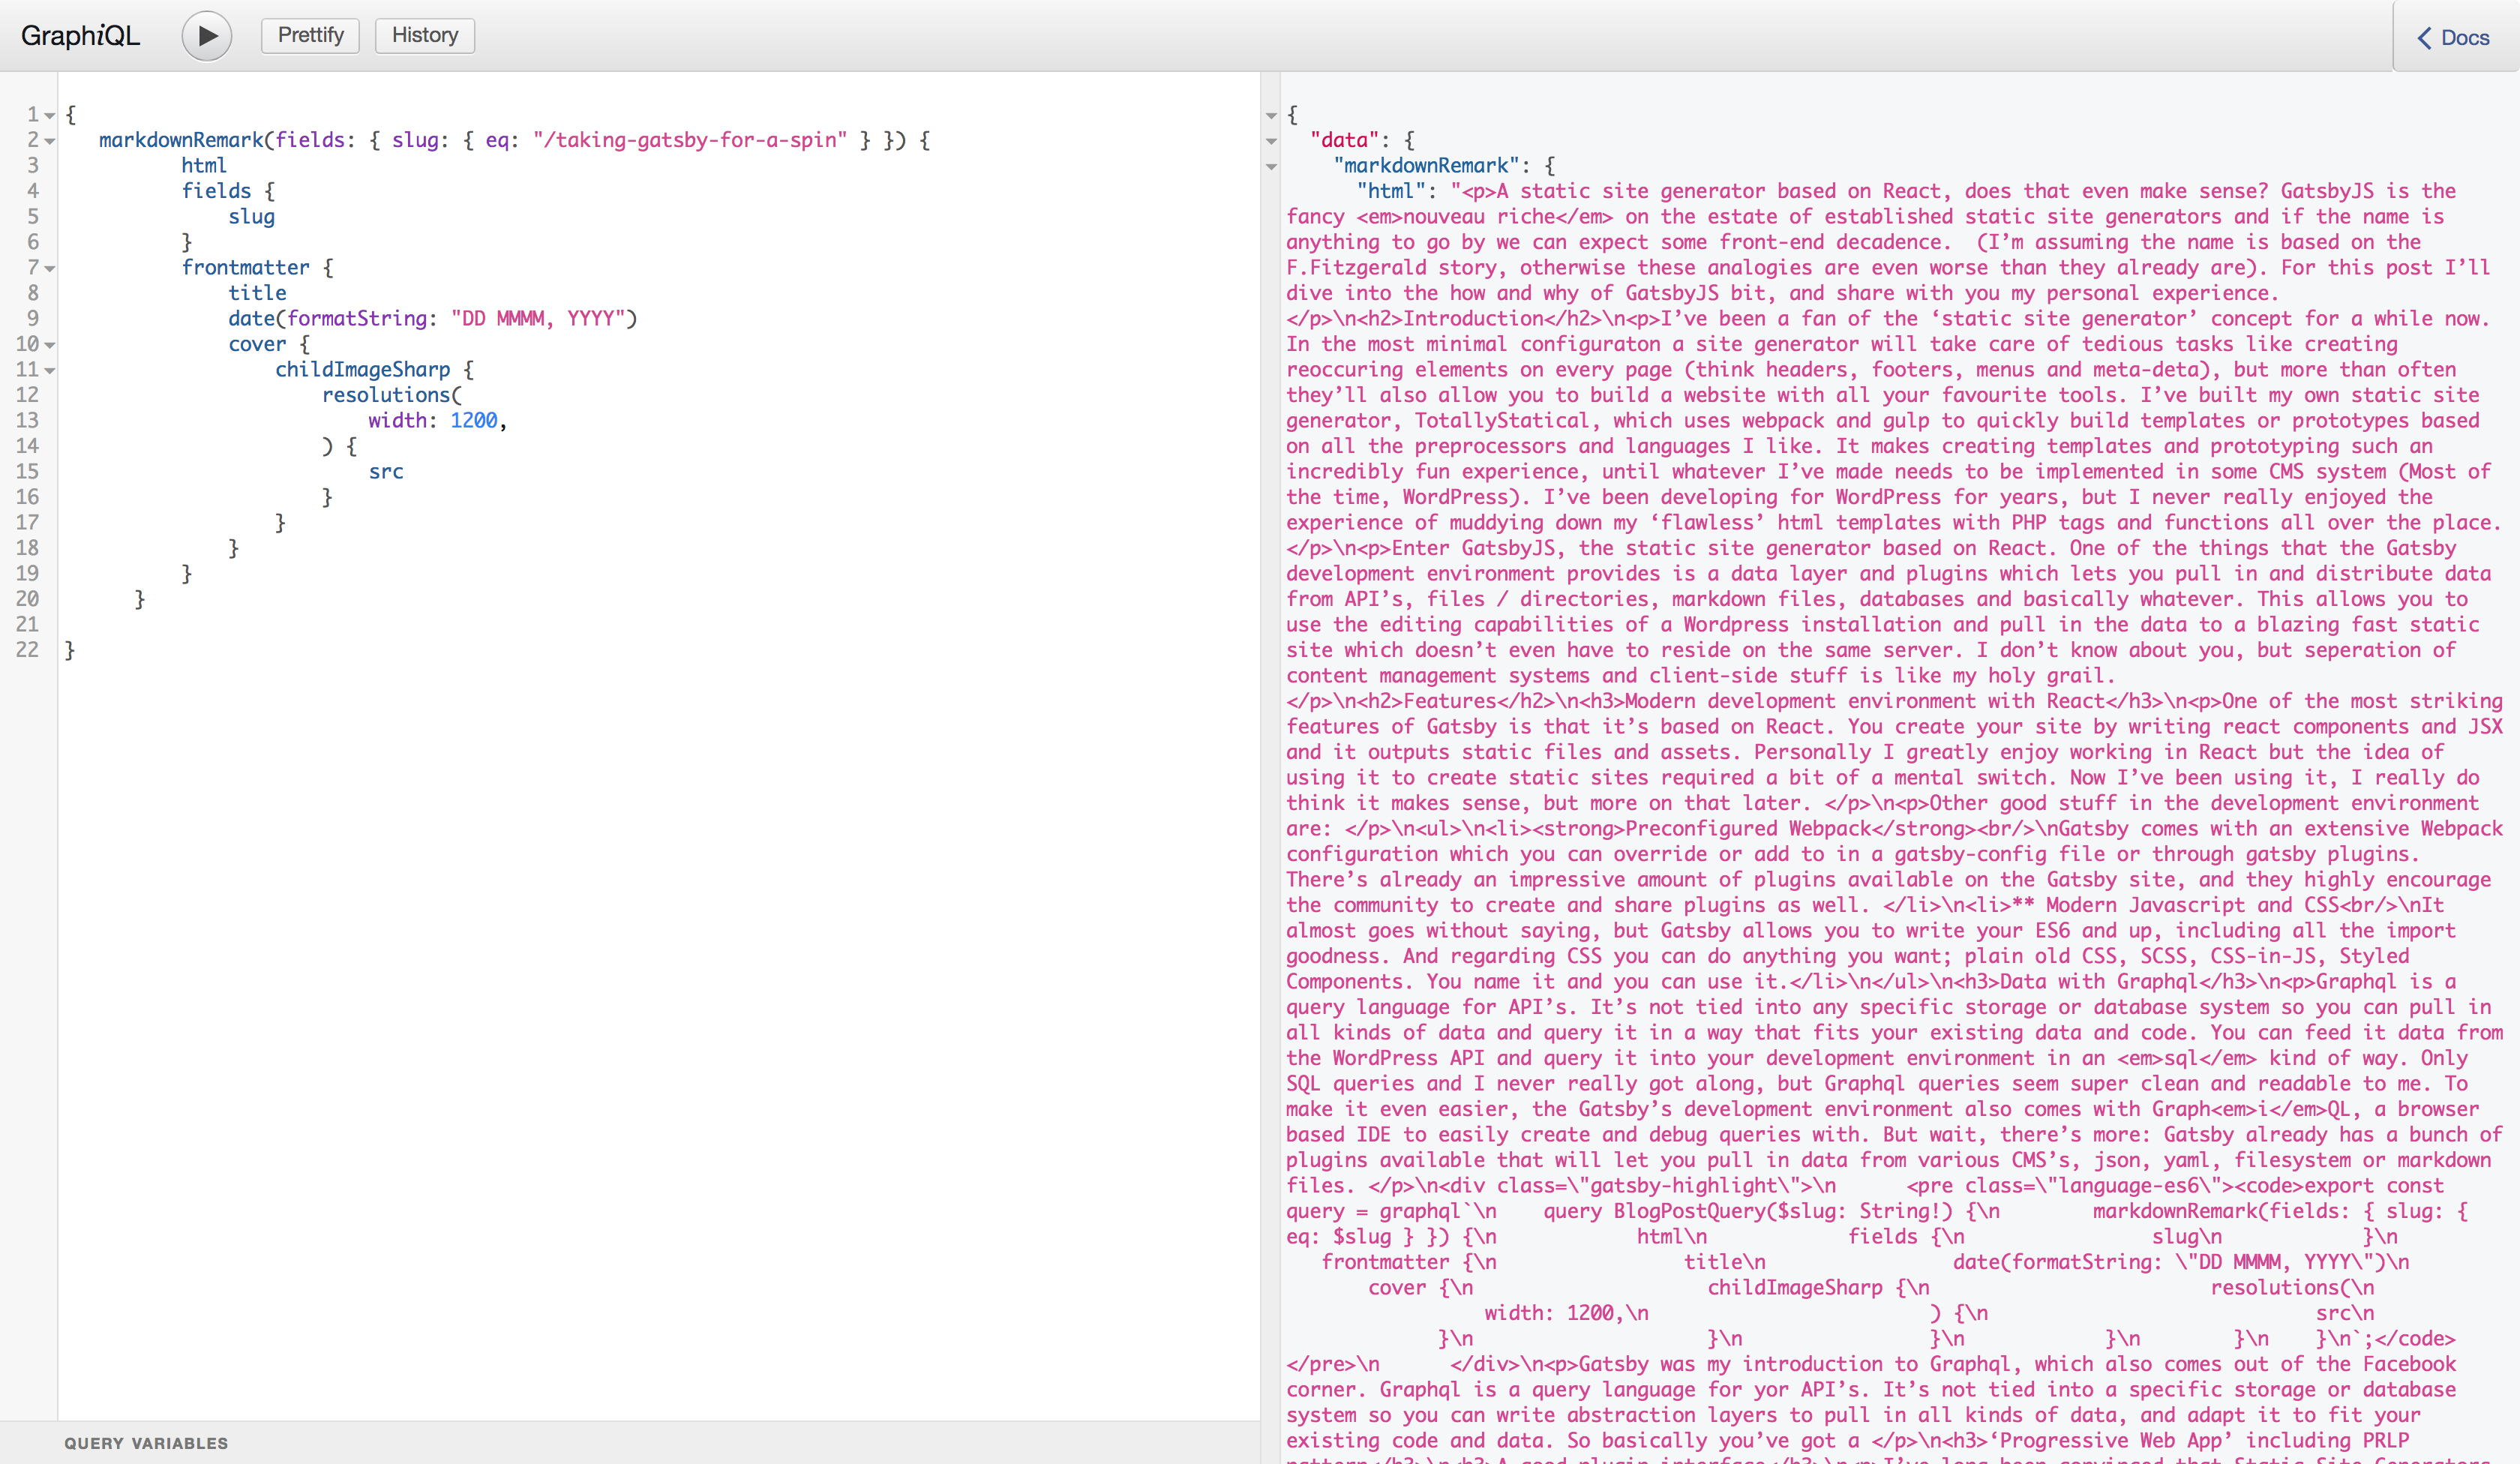 GraphiQL
Prettify
History
Docs
1 {
2 markdownRemark(fields: { slug: { eq: "/taking-gatsby-for-a-spin" } }) {
3 html
4 fields {
5 slug
6 }
7 frontmatter {
8 title
9 date(formatString: "DD MMMM, YYYY")
10 cover {
11 childImageSharp {
12 resolutions(
13 width: 1200,
14 ) {
15 src
16 }
17 }
18 }
19 }
20 }
21
22 }
QUERY VARIABLES
{
"data": {
"markdownRemark": {
"html": "<p>A static site generator based on React, does that even make sense? GatsbyJS is the
fancy <em>nouveau riche</em> on the estate of established static site generators and if the name is
anything to go by we can expect some front-end decadence.  (I’m assuming the name is based on the
F.Fitzgerald story, otherwise these analogies are even worse than they already are). For this post I’ll
dive into the how and why of GatsbyJS bit, and share with you my personal experience.
</p>\n<h2>Introduction</h2>\n<p>I’ve been a fan of the ‘static site generator’ concept for a while now.
In the most minimal configuraton a site generator will take care of tedious tasks like creating
reoccuring elements on every page (think headers, footers, menus and meta-deta), but more than often
they’ll also allow you to build a website with all your favourite tools. I’ve built my own static site
generator, TotallyStatical, which uses webpack and gulp to quickly build templates or prototypes based
on all the preprocessors and languages I like. It makes creating templates and prototyping such an
incredibly fun experience, until whatever I’ve made needs to be implemented in some CMS system (Most of
the time, WordPress). I’ve been developing for WordPress for years, but I never really enjoyed the
experience of muddying down my ‘flawless’ html templates with PHP tags and functions all over the place.
</p>\n<p>Enter GatsbyJS, the static site generator based on React. One of the things that the Gatsby
development environment provides is a data layer and plugins which lets you pull in and distribute data
from API’s, files / directories, markdown files, databases and basically whatever. This allows you to
use the editing capabilities of a Wordpress installation and pull in the data to a blazing fast static
site which doesn’t even have to reside on the same server. I don’t know about you, but seperation of
content management systems and client-side stuff is like my holy grail.
</p>\n<h2>Features</h2>\n<h3>Modern development environment with React</h3>\n<p>One of the most striking
features of Gatsby is that it’s based on React. You create your site by writing react components and JSX
and it outputs static files and assets. Personally I greatly enjoy working in React but the idea of
using it to create static sites required a bit of a mental switch. Now I’ve been using it, I really do
think it makes sense, but more on that later. </p>\n<p>Other good stuff in the development environment
are: </p>\n<ul>\n<li><strong>Preconfigured Webpack</strong><br/>\nGatsby comes with an extensive Webpack
configuration which you can override or add to in a gatsby-config file or through gatsby plugins.
There’s already an impressive amount of plugins available on the Gatsby site, and they highly encourage
the community to create and share plugins as well. </li>\n<li>** Modern Javascript and CSS<br/>\nIt
almost goes without saying, but Gatsby allows you to write your ES6 and up, including all the import
goodness. And regarding CSS you can do anything you want; plain old CSS, SCSS, CSS-in-JS, Styled
Components. You name it and you can use it.</li>\n</ul>\n<h3>Data with Graphql</h3>\n<p>Graphql is a
query language for API’s. It’s not tied into any specific storage or database system so you can pull in
all kinds of data and query it in a way that fits your existing data and code. You can feed it data from
the WordPress API and query it into your development environment in an <em>sql</em> kind of way. Only
SQL queries and I never really got along, but Graphql queries seem super clean and readable to me. To
make it even easier, the Gatsby’s development environment also comes with Graph<em>i</em>QL, a browser
based IDE to easily create and debug queries with. But wait, there’s more: Gatsby already has a bunch of
plugins available that will let you pull in data from various CMS’s, json, yaml, filesystem or markdown
files. </p>\n<div class=\"gatsby-highlight\">\n      <pre class=\"language-es6\"><code>export const
query = graphql`\n    query BlogPostQuery($slug: String!) {\n        markdownRemark(fields: { slug: {
eq: $slug } }) {\n            html\n            fields {\n                slug\n            }\n
frontmatter {\n                title\n                date(formatString: \"DD MMMM, YYYY\")\n
cover {\n                    childImageSharp {\n                        resolutions(\n
width: 1200,\n                        ) {\n                            src\n
}\n                    }\n                }\n            }\n        }\n    }\n`;</code>
</pre>\n      </div>\n<p>Gatsby was my introduction to Graphql, which also comes out of the Facebook
corner. Graphql is a query language for yor API’s. It’s not tied into a specific storage or database
system so you can write abstraction layers to pull in all kinds of data, and adapt it to fit your
existing code and data. So basically you’ve got a </p>\n<h3>‘Progressive Web App’ including PRLP
pattern</h3>\n<h3>A good plugin interface</h3>\n<p>I’ve long been convinced that Static Site Generators